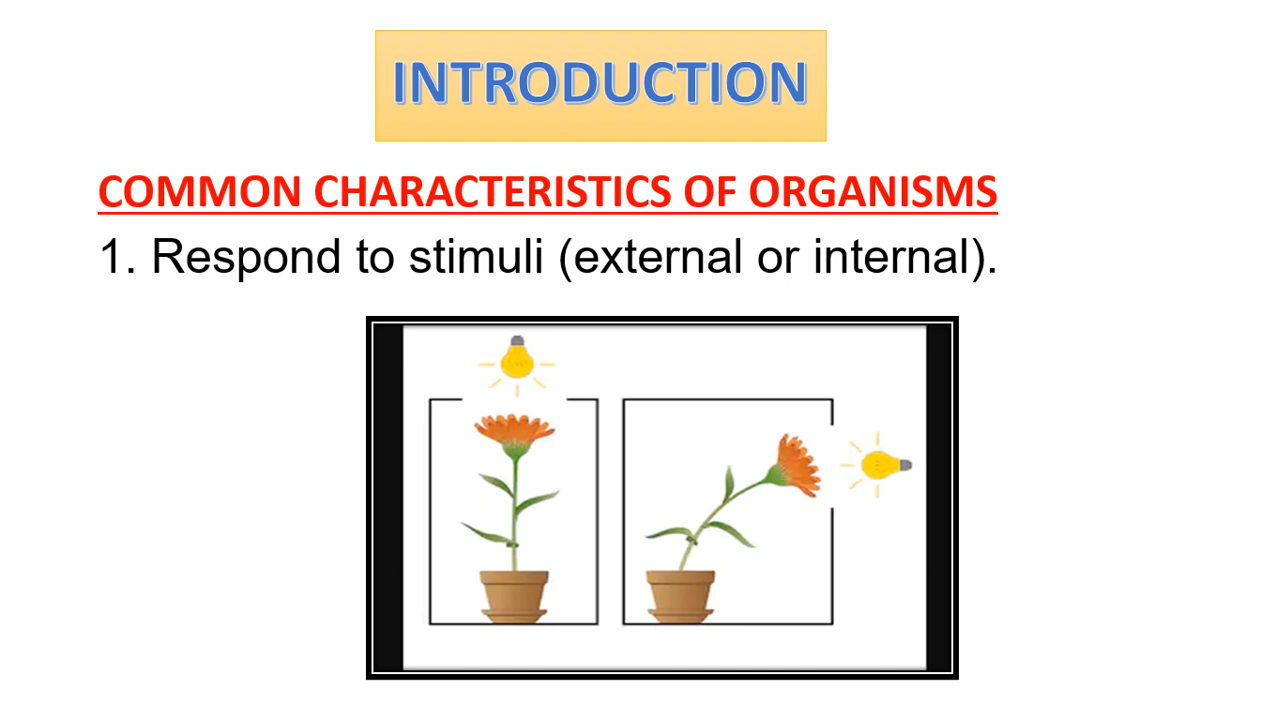 INTRODUCTION
COMMON CHARACTERISTICS OF ORGANISMS
1. Respond to stimuli (external or internal).